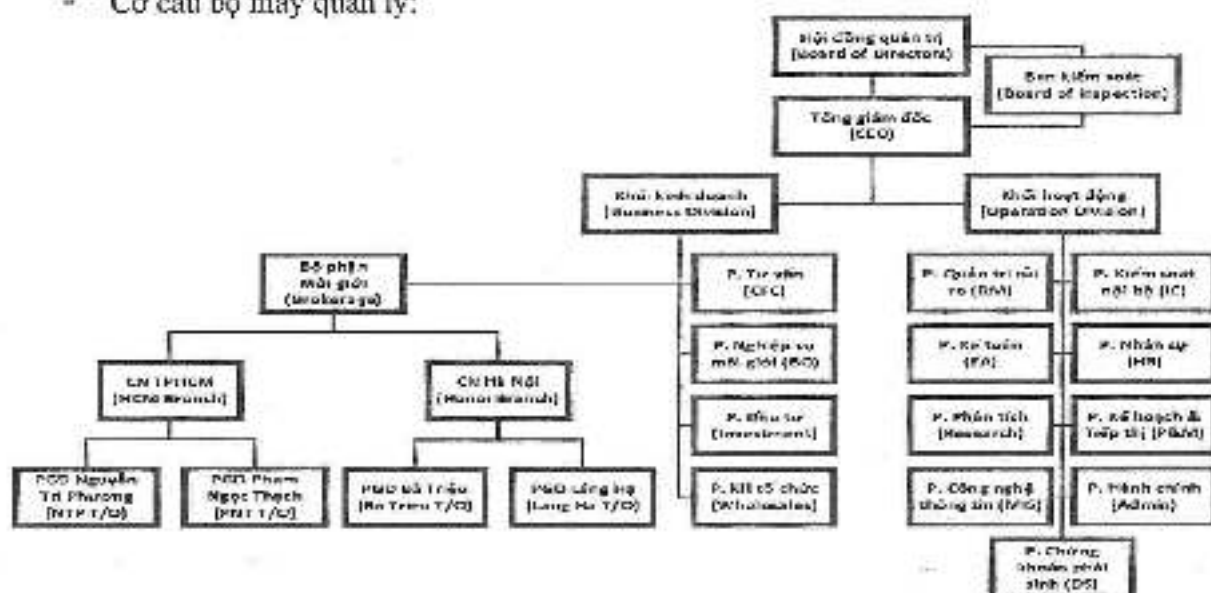 - Cơ cấu bộ máy quản lý:
Hội đồng quản trị
(Board of Directors)
Ban kiểm soát
(Board of Inspection)
Tổng giám đốc
(CEO)
Khối kinh doanh
(Business Division)
Khối hoạt động
(Operation Division)
Bộ phận
Môi giới
(Brokerage)
P. Tư vấn
(CFC)
P. Quản trị rủi
ro (RM)
P. Kiểm soát
nội bộ (IC)
P. Nghiệp vụ
môi giới (BO)
P. Kế toán
(FA)
P. Nhân sự
(HR)
CN TPHCM
(HCM Branch)
CN Hà Nội
(Hanoi Branch)
P. Đầu tư
(Investment)
P. Phân tích
(Research)
P. Kế hoạch &
Tiếp thị (P&M)
PGD Nguyễn
Tri Phương
(NTP T/O)
PGD Phạm
Ngọc Thạch
(PNT T/O)
PGD Bà Triệu
(Ba Trieu T/O)
PGD Láng Hạ
(Lang Ha T/O)
P. KH tổ chức
(Wholesales)
P. Công nghệ
thông tin (MIS)
P. Hành chính
(Admin)
P. Chứng
khoán phái
sinh (DS)